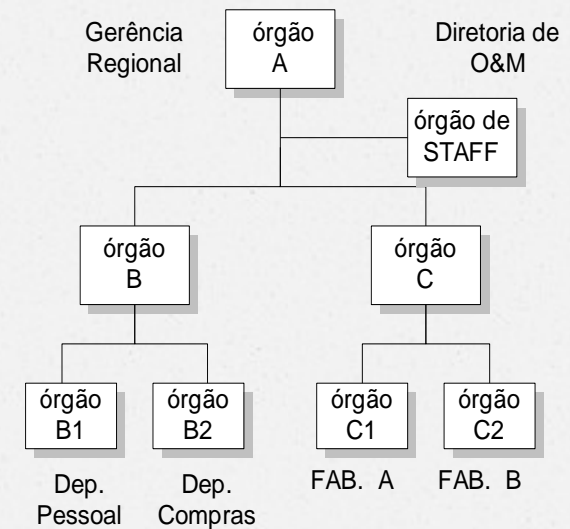 Gerência
Regional
órgão
A
Diretoria de
O&M
órgão de
STAFF
órgão
B
órgão
C
órgão
B1
órgão
B2
órgão
C1
órgão
C2
Dep.
Pessoal
Dep.
Compras
FAB. A
FAB. B